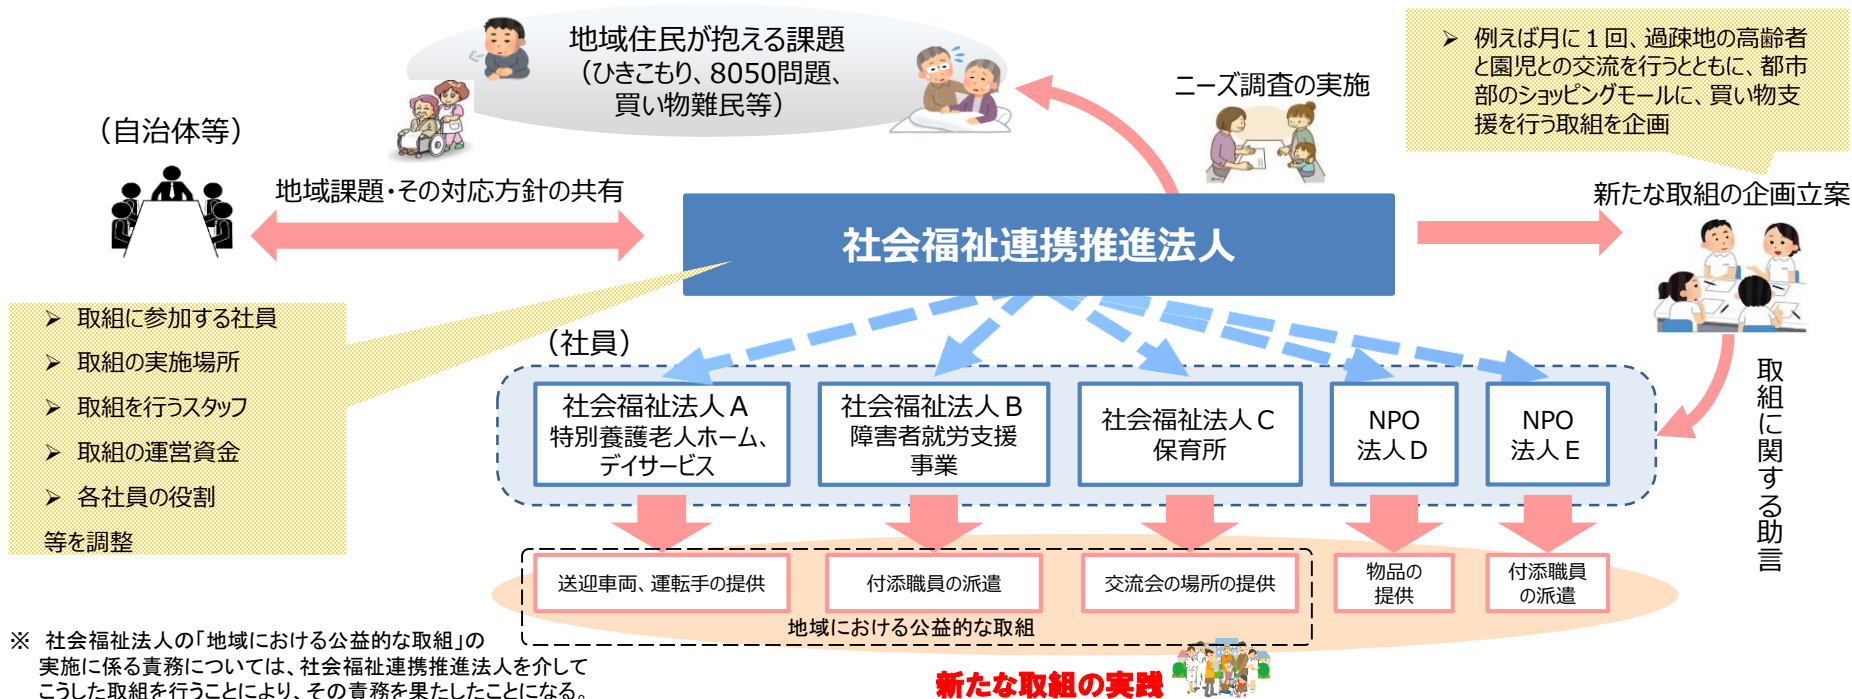 地域住民が抱える課題
（ひきこもり、8050問題、
買い物難民等）
（自治体等）
地域課題・その対応方針の共有
ニーズ調査の実施
➢ 例えば月に１回、過疎地の高齢者
と園児との交流を行うとともに、都市
部のショッピングモールに、買い物支
援を行う取組を企画
新たな取組の企画立案
社会福祉連携推進法人
➢ 取組に参加する社員
➢ 取組の実施場所
➢ 取組を行うスタッフ
➢ 取組の運営資金
➢ 各社員の役割
等を調整
（社員）
社会福祉法人Ａ
特別養護老人ホーム、
デイサービス
社会福祉法人Ｂ
障害者就労支援
事業
社会福祉法人Ｃ
保育所
NPO
法人Ｄ
NPO
法人Ｅ
取組に関する助言
送迎車両、運転手の提供
付添職員の派遣
交流会の場所の提供
物品の
提供
付添職員
の派遣
地域における公益的な取組
新たな取組の実践
※ 社会福祉法人の「地域における公益的な取組」の
実施に係る責務については、社会福祉連携推進法人を介して
こうした取組を行うことにより、その責務を果たしたことになる。